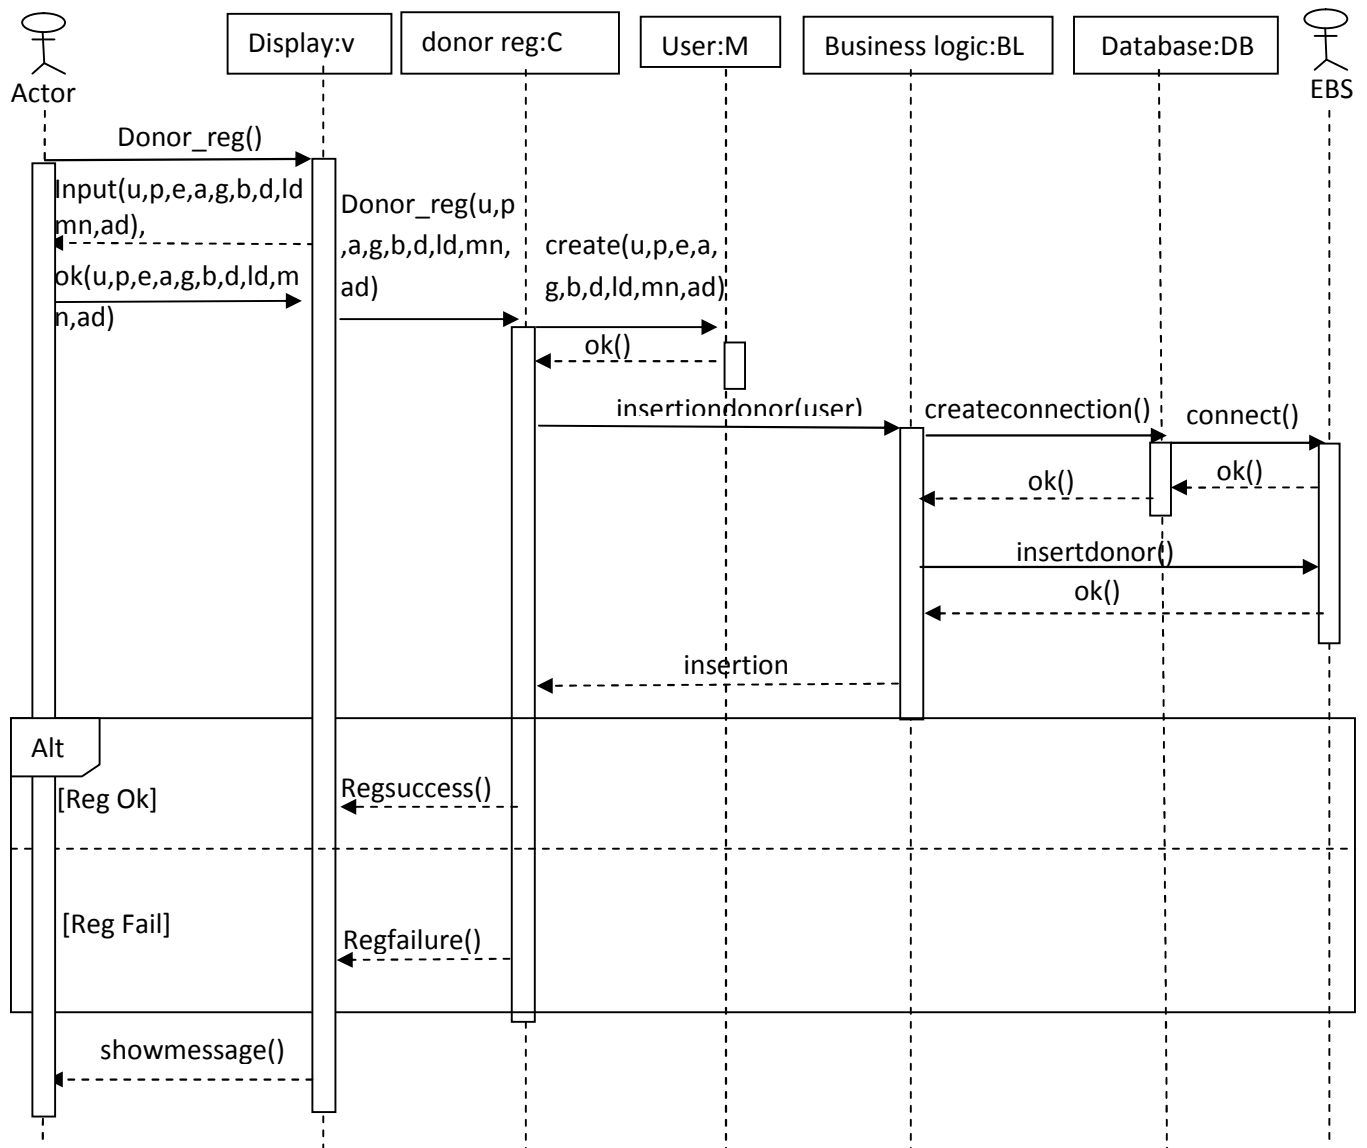 Display:v
donor reg:C
User:M
Business logic:BL
Database:DB
Actor
EBS
Donor_reg()
Input(u,p,e,a,g,b,d,ld
mn,ad),
Donor_reg(u,p
,a,g,b,d,ld,mn,
ad)
create(u,p,e,a,
g,b,d,ld,mn,ad)
ok(u,p,e,a,g,b,d,ld,m
n,ad)
ok()
insertiondonor(user)
createconnection()
connect()
ok()
ok()
insertdonor()
ok()
insertion
Alt
[Reg Ok]
Regsuccess()
[Reg Fail]
Regfailure()
showmessage()